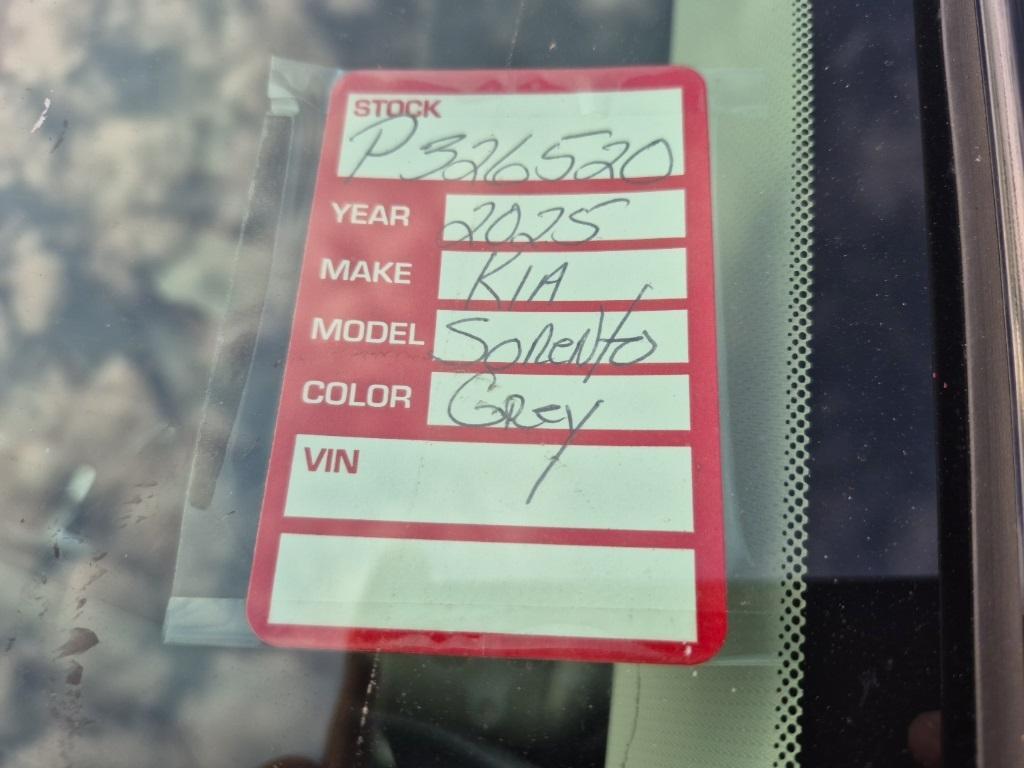 STOCK
P326520
YEAR 2025
MAKE KIA
MODEL Sorento
COLOR Grey
VIN